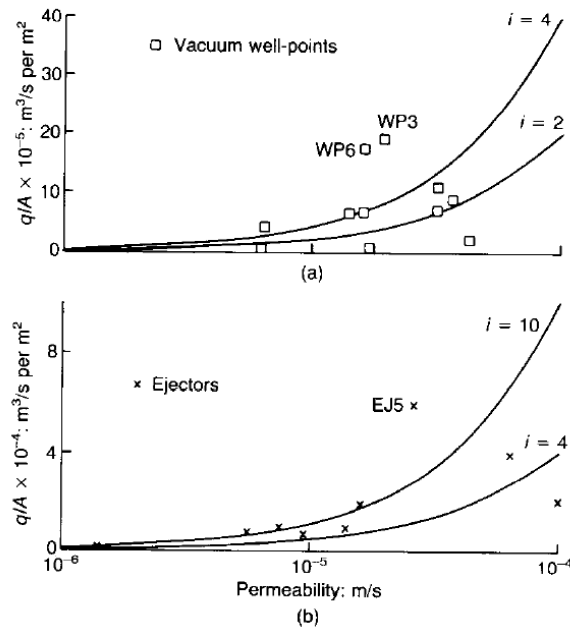 (a)
40
30
20
10
0
q/A × 10⁻⁵: m³/s per m²
Vacuum well-points
i = 4
WP3
WP6
i = 2
(a)
8
4
0
q/A × 10⁻⁴: m³/s per m²
i = 10
Ejectors
EJ5
i = 4
10⁻⁶
10⁻⁵
10⁻⁴
Permeability: m/s
(b)